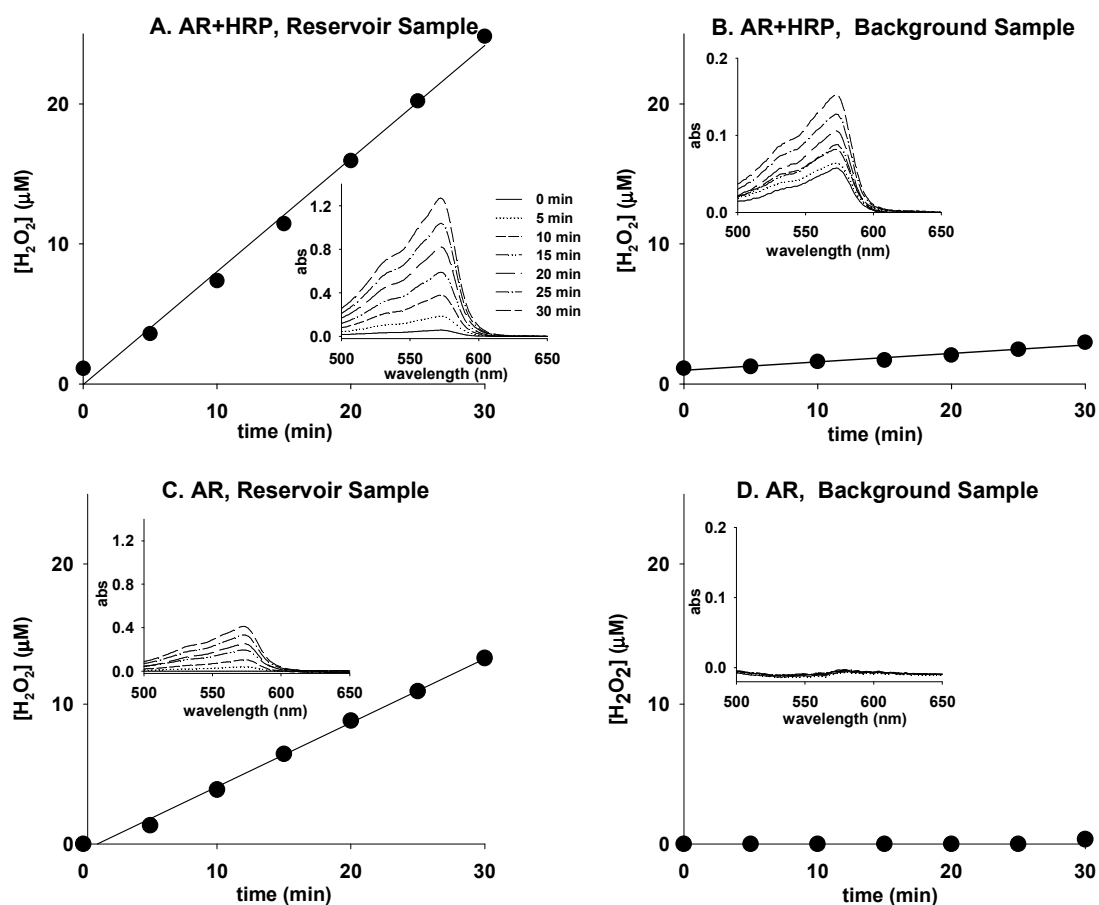 A. AR+HRP, Reservoir Sample
[H₂O₂] (μM)
20
10
0
0 10 20 30
time (min)
abs
1.2
0.8
0.4
0.0
500 550 600 650
wavelength (nm)
0 min
5 min
10 min
15 min
20 min
25 min
30 min
B. AR+HRP, Background Sample
[H₂O₂] (μM)
20
10
0
0 10 20 30
time (min)
abs
0.2
0.1
0.0
500 550 600 650
wavelength (nm)
C. AR, Reservoir Sample
[H₂O₂] (μM)
20
10
0
0 10 20 30
time (min)
abs
1.2
0.8
0.4
0.0
500 550 600 650
wavelength (nm)
D. AR, Background Sample
[H₂O₂] (μM)
20
10
0
0 10 20 30
time (min)
abs
0.2
0.1
0.0
500 550 600 650
wavelength (nm)